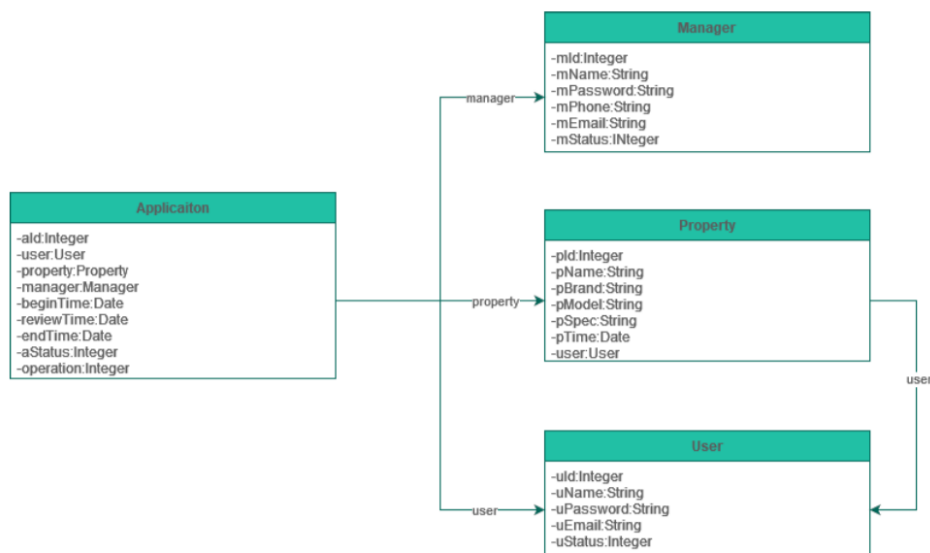 Manager
-mId:Integer
-mName:String
-mPassword:String
-mPhone:String
-mEmail:String
-mStatus:INteger
manager
Applicaiton
-aId:Integer
-user:User
-property:Property
-manager:Manager
-beginTime:Date
-reviewTime:Date
-endTime:Date
-aStatus:Integer
-operation:Integer
property
Property
-pId:Integer
-pName:String
-pBrand:String
-pModel:String
-pSpec:String
-pTime:Date
-user:User
user
user
User
-uId:Integer
-uName:String
-uPassword:String
-uEmail:String
-uStatus:Integer